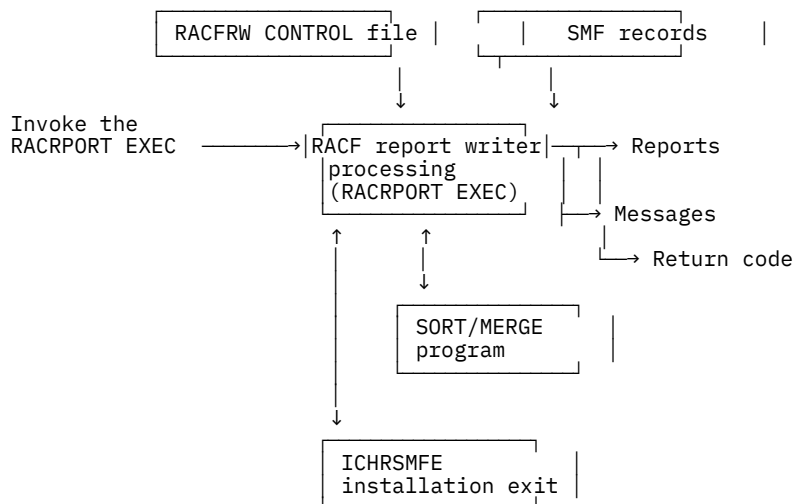 RACFRW CONTROL file
SMF records
Invoke the
RACRPORT EXEC
RACF report writer
processing
(RACRPORT EXEC)
Reports
Messages
Return code
SORT/MERGE
program
ICHRSMFE
installation exit